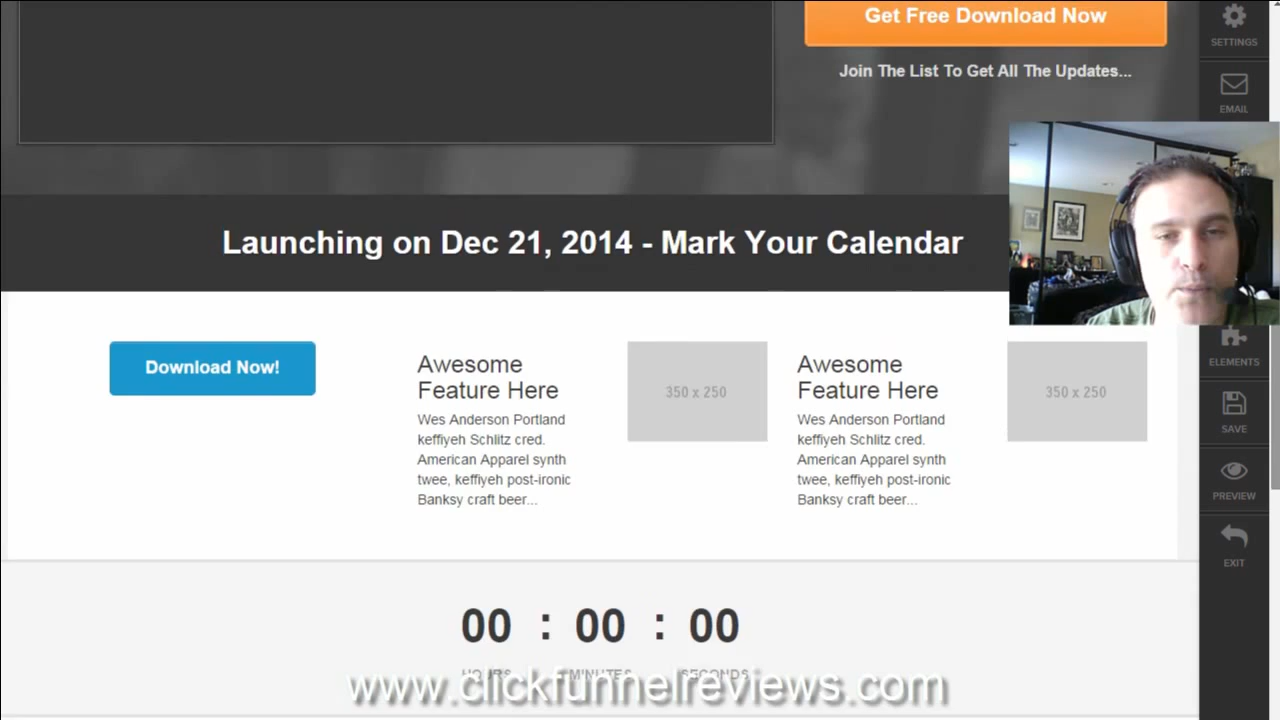 Get Free Download Now
SETTINGS
Join The List To Get All The Updates...
EMAIL
Launching on Dec 21, 2014 - Mark Your Calendar
Download Now!
Awesome
Feature Here
Wes Anderson Portland
keffiyeh Schlitz cred.
American Apparel synth
twee, keffiyeh post-ironic
Banksy craft beer...
350 x 250
Awesome
Feature Here
Wes Anderson Portland
keffiyeh Schlitz cred.
American Apparel synth
twee, keffiyeh post-ironic
Banksy craft beer...
350 x 250
ELEMENTS
SAVE
PREVIEW
EXIT
00 : 00 : 00
HOURS MINUTES SECONDS
www.clickfunnelreviews.com